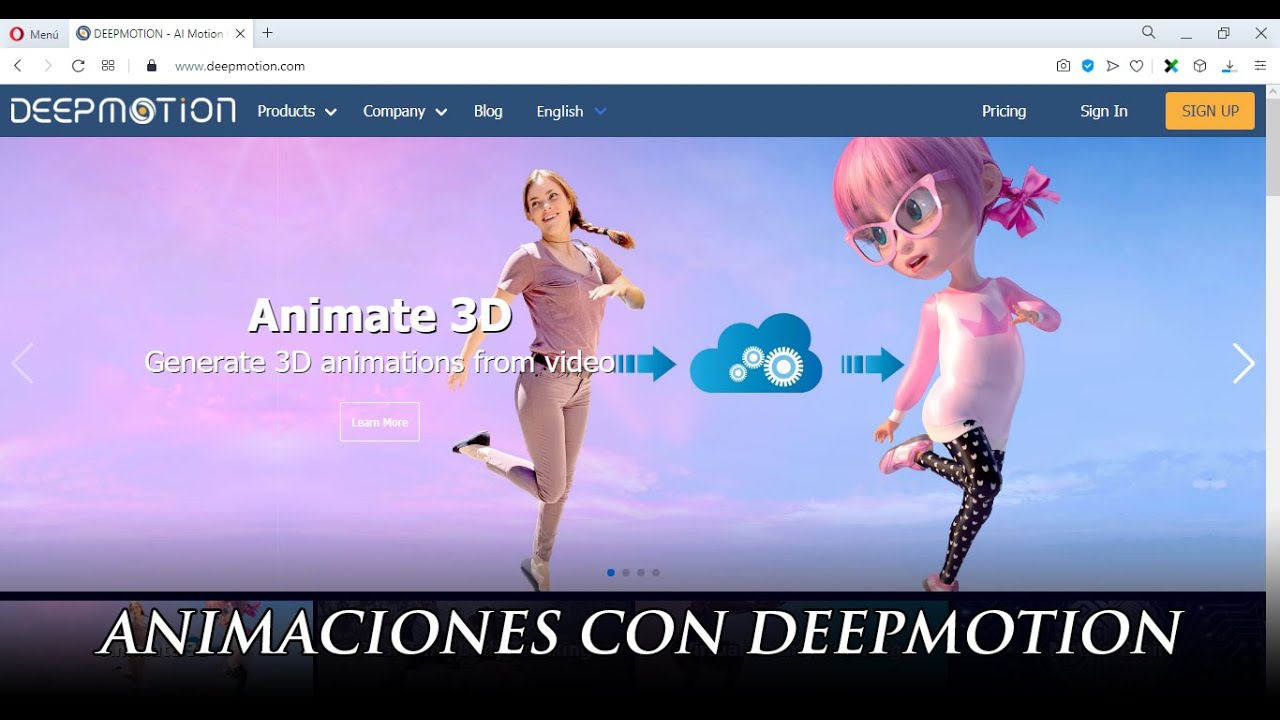 Menú
DEEPMOTION - AI Motion
www.deepmotion.com
DEEPMOTION Products Company Blog English Pricing Sign In SIGN UP
Animate 3D
Generate 3D animations from video
Learn More
ANIMACIONES CON DEEPMOTION